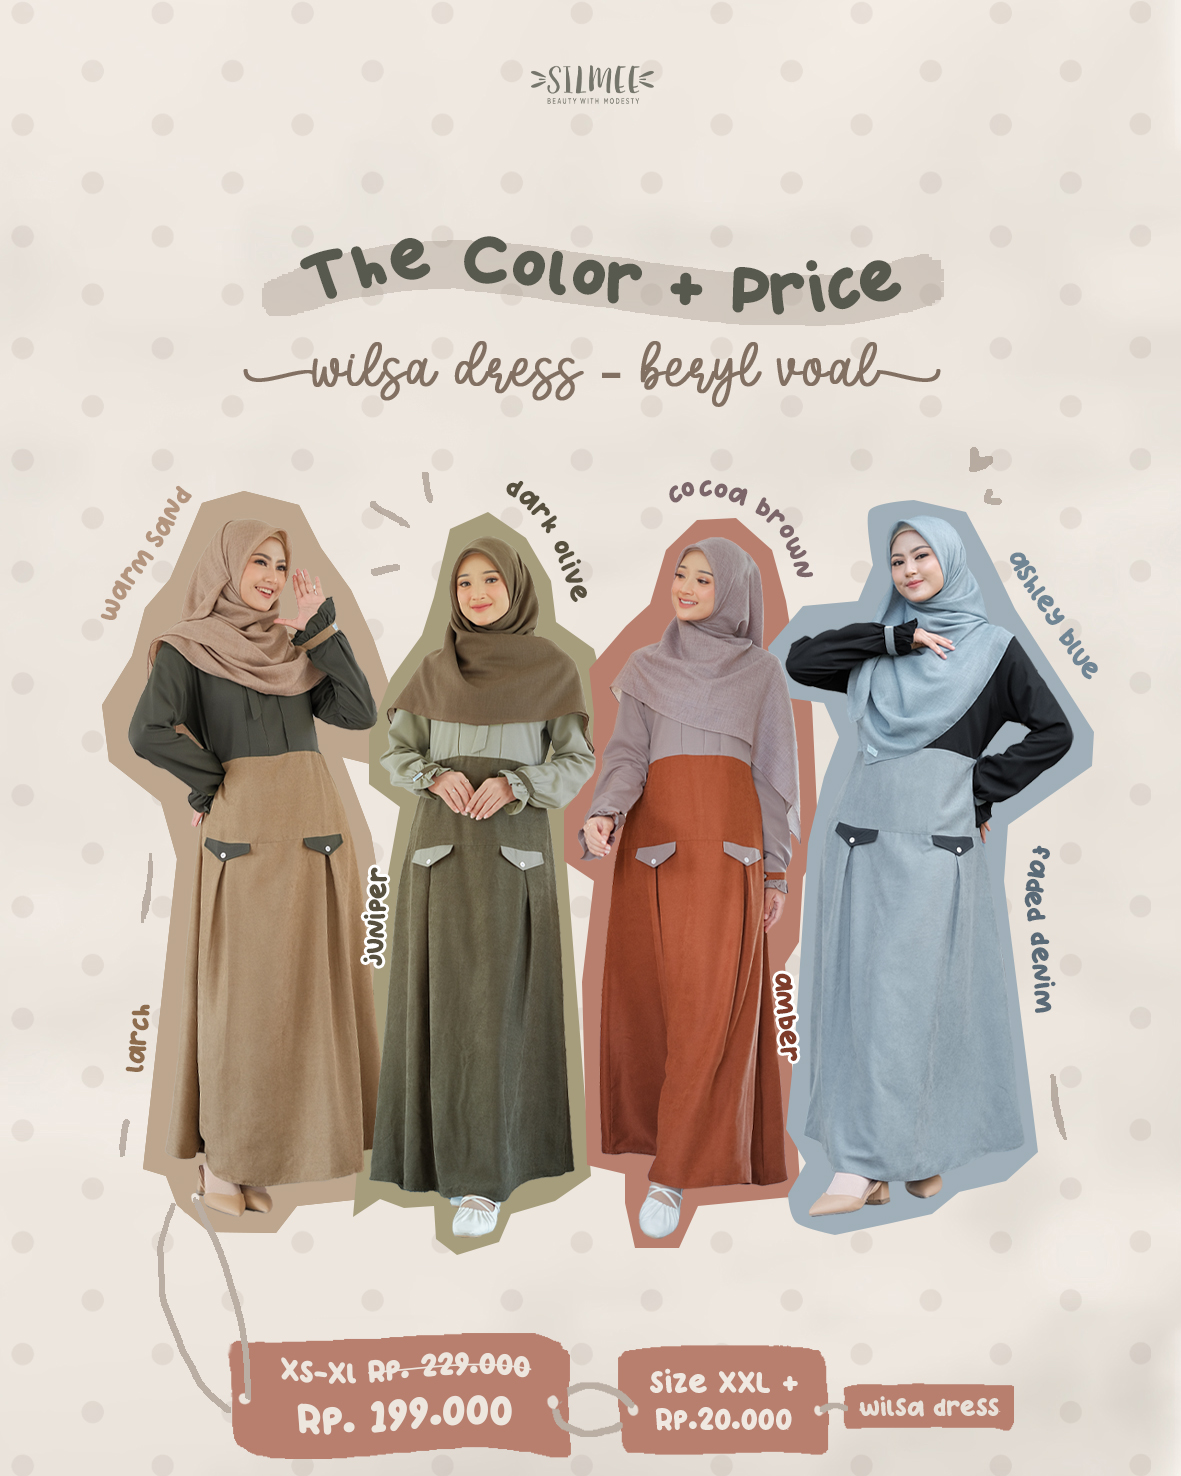 SILMEE
BEAUTY WITH MODESTY
The Color + Price
wilsa dress - beryl voal
warm sand
dark olive
cocoa brown
ashley blue
larch
juniper
amber
faded denim
XS-XL Rp. 229.000
Rp. 199.000
Size XXL +
Rp.20.000
wilsa dress